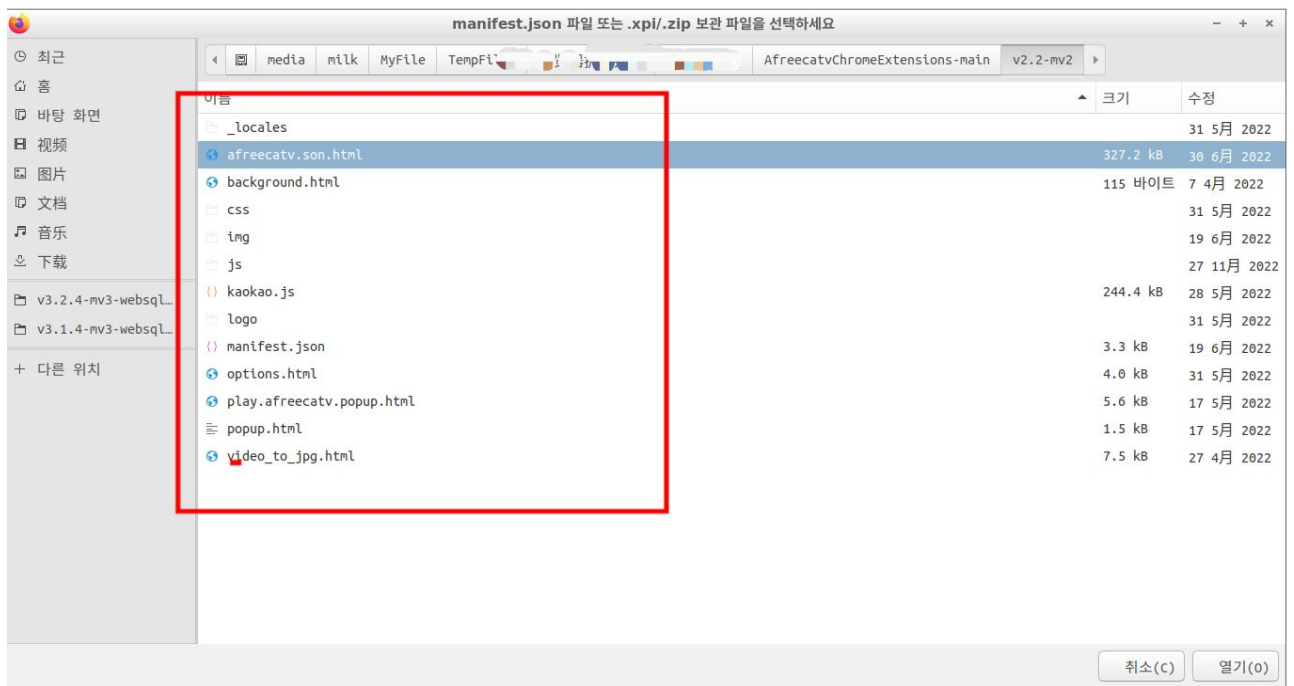 manifest.json 파일 또는 .xpi/.zip 보관 파일을 선택하세요
최근
홈
바탕 화면
视频
图片
文档
音乐
下载
v3.2.4-mv3-websql…
v3.1.4-mv3-websql…
+ 다른 위치
media milk MyFile AfreecatvChromeExtensions-main v2.2-mv2
이름 크기 수정
_locales 31 5月 2022
afreecatv.son.html 327.2 kB 30 6月 2022
background.html 115 바이트 7 4月 2022
css 31 5月 2022
img 19 6月 2022
js 27 11月 2022
kaokao.js 244.4 kB 28 5月 2022
logo 31 5月 2022
manifest.json 3.3 kB 19 6月 2022
options.html 4.0 kB 31 5月 2022
play.afreecatv.popup.html 5.6 kB 17 5月 2022
popup.html 1.5 kB 17 5月 2022
video_to_jpg.html 7.5 kB 27 4月 2022
취소(C) 열기(O)